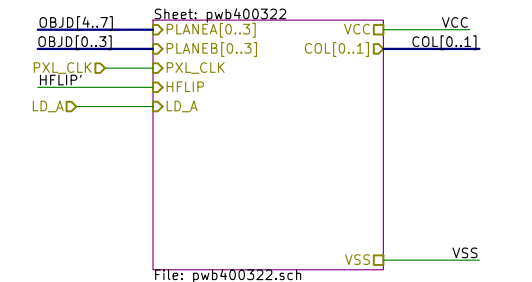 Sheet: pwb400322
OBJD[4..7]
PLANEA[0..3]
VCC
VCC
OBJD[0..3]
PLANEB[0..3]
COL[0..1]
COL[0..1]
PXL_CLK
PXL_CLK
HFLIP'
HFLIP
LD_A
LD_A
VSS
VSS
File: pwb400322.sch